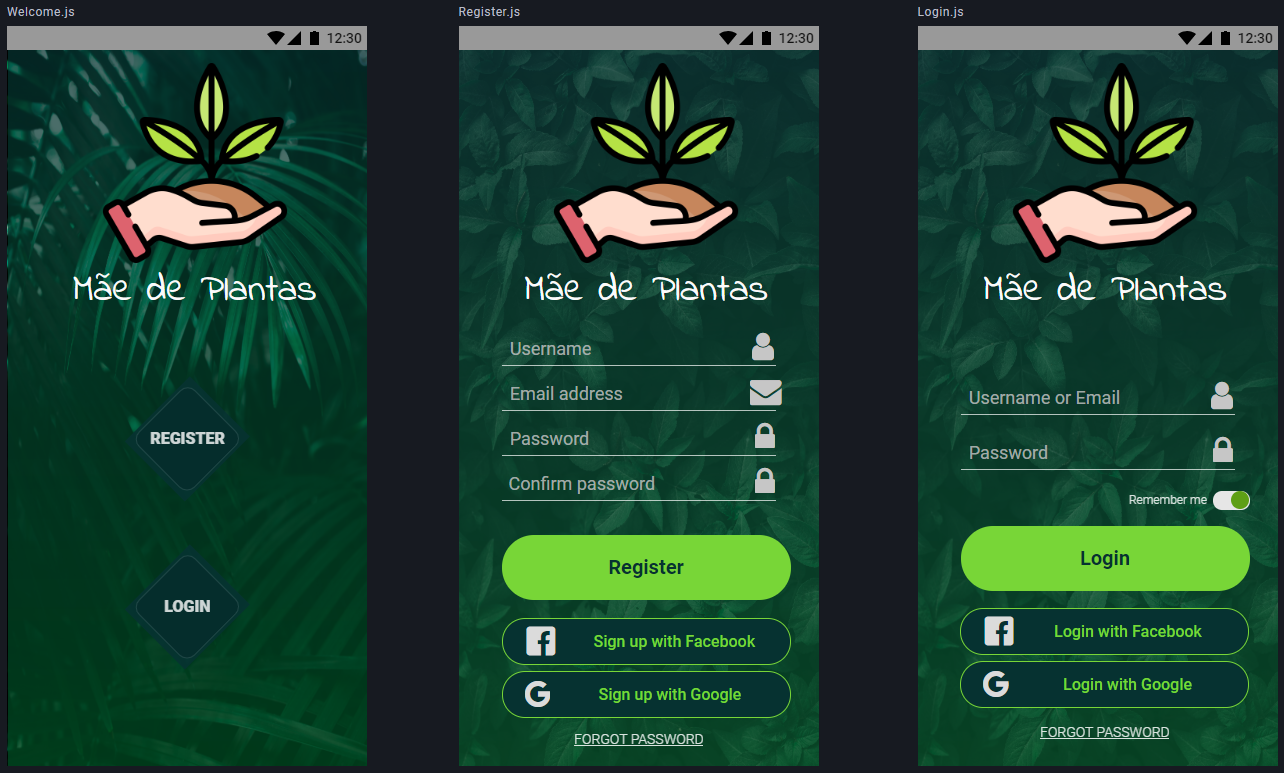 Welcome.js
12:30
Mãe de Plantas
REGISTER
LOGIN
Register.js
12:30
Mãe de Plantas
Username
Email address
Password
Confirm password
Register
Sign up with Facebook
G
Sign up with Google
FORGOT PASSWORD
Login.js
12:30
Mãe de Plantas
Username or Email
Password
Remember me
Login
Login with Facebook
G
Login with Google
FORGOT PASSWORD